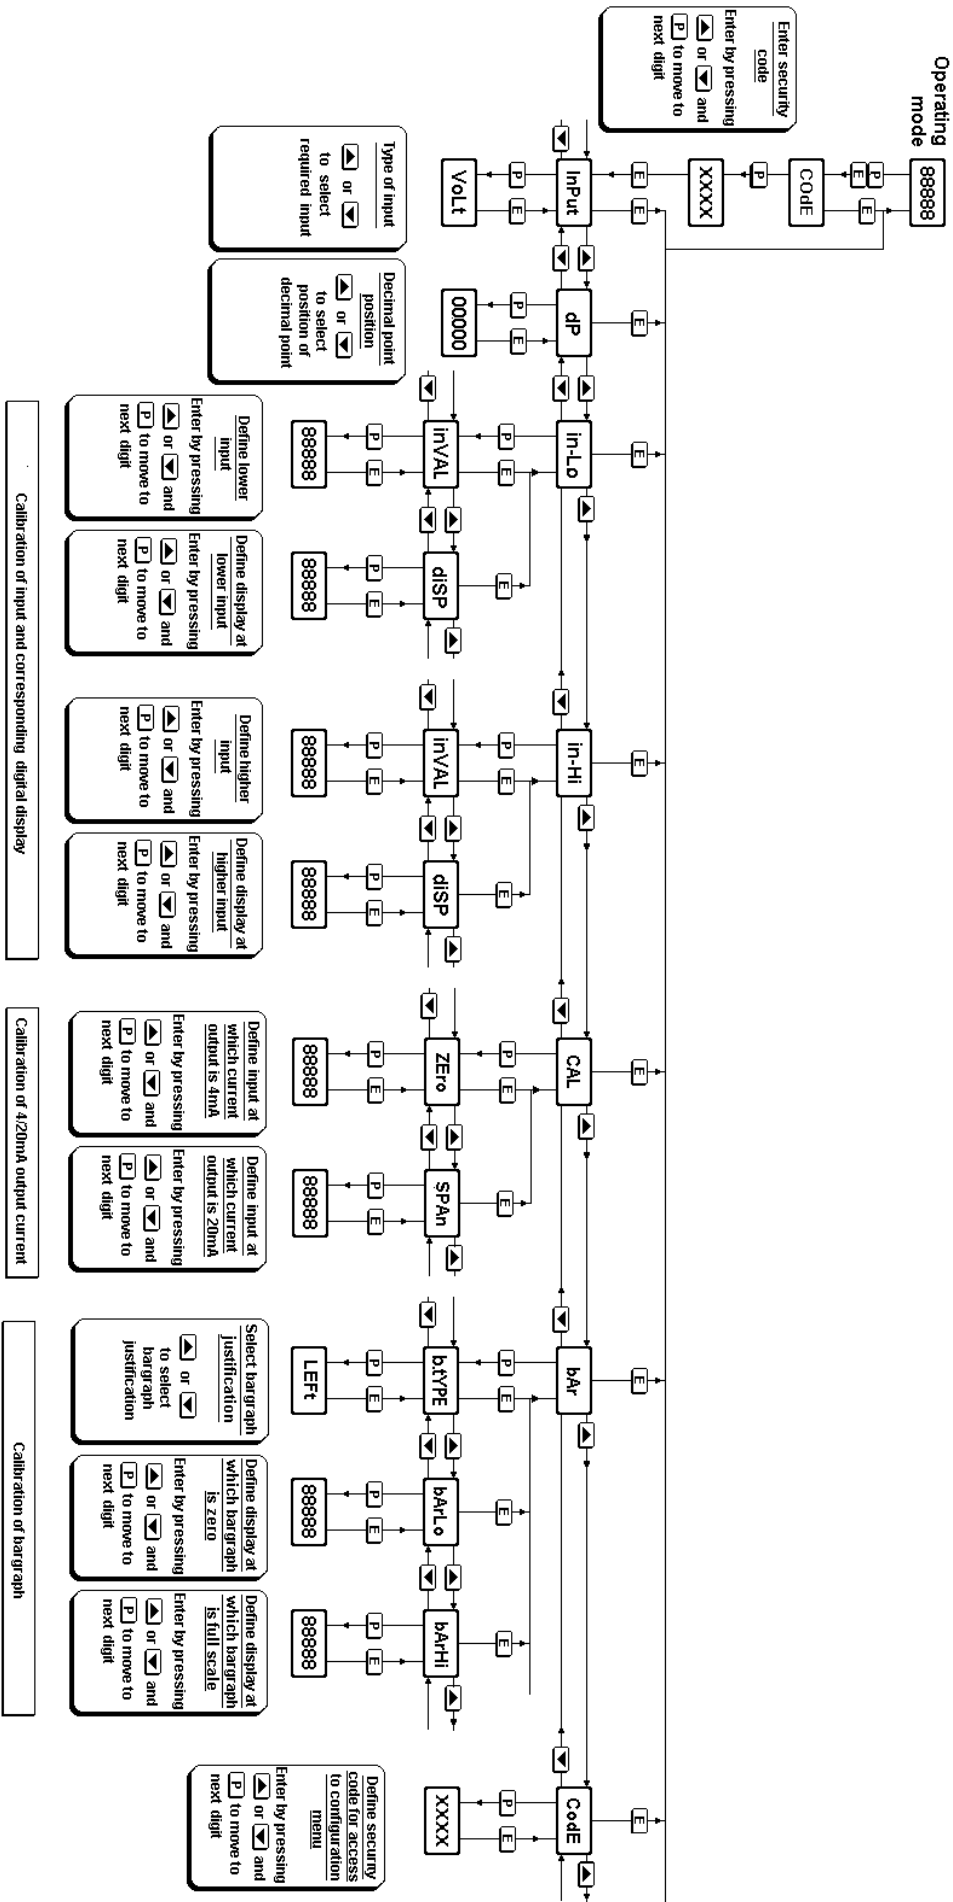 Operating
mode
88888
P
E
E
COdE
P
XXXX
E
E
Enter security
code
Enter by pressing
▲ or ▼ and
P to move to
next digit
InPut
P
E
VoLt
Type of input
▲ or ▼
to select
required input
E
dP
P
E
00000
Decimal point
position
▲ or ▼
to select
position of
decimal point
E
in-Lo
P
E
inVAL
P
E
88888
Define lower
input
Enter by pressing
▲ or ▼ and
P to move to
next digit
E
diSP
P
E
88888
Define display at
lower input
Enter by pressing
▲ or ▼ and
P to move to
next digit
E
in-Hi
P
E
inVAL
P
E
88888
Define higher
input
Enter by pressing
▲ or ▼ and
P to move to
next digit
E
diSP
P
E
88888
Define display at
higher input
Enter by pressing
▲ or ▼ and
P to move to
next digit
Calibration of input and corresponding digital display
E
CAL
P
E
ZEro
P
E
88888
Define input at
which current
output is 4mA
Enter by pressing
▲ or ▼ and
P to move to
next digit
E
SPAn
P
E
88888
Define input at
which current
output is 20mA
Enter by pressing
▲ or ▼ and
P to move to
next digit
Calibration of 4/20mA output current
E
bAr
P
E
b.tYPE
P
E
LEFt
Select bargraph
justification
▲ or ▼
to select
bargraph
justification
E
bArLo
P
E
88888
Define display at
which bargraph
is zero
Enter by pressing
▲ or ▼ and
P to move to
next digit
E
bArHi
P
E
88888
Define display at
which bargraph
is full scale
Enter by pressing
▲ or ▼ and
P to move to
next digit
Calibration of bargraph
E
CodE
P
E
XXXX
Define security
code for access
to configuration
menu
Enter by pressing
▲ or ▼ and
P to move to
next digit